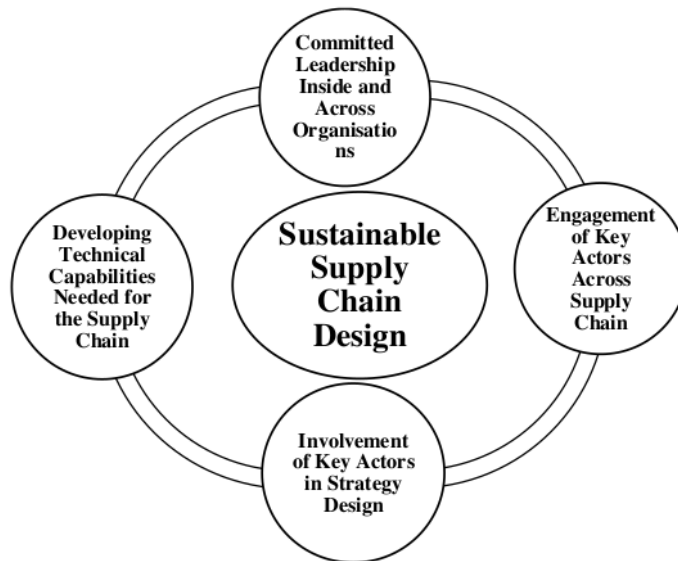 Committed
Leadership
Inside and
Across
Organisatio
ns
Developing
Technical
Capabilities
Needed for
the Supply
Chain
Sustainable
Supply
Chain
Design
Engagement
of Key
Actors
Across
Supply
Chain
Involvement
of Key Actors
in Strategy
Design